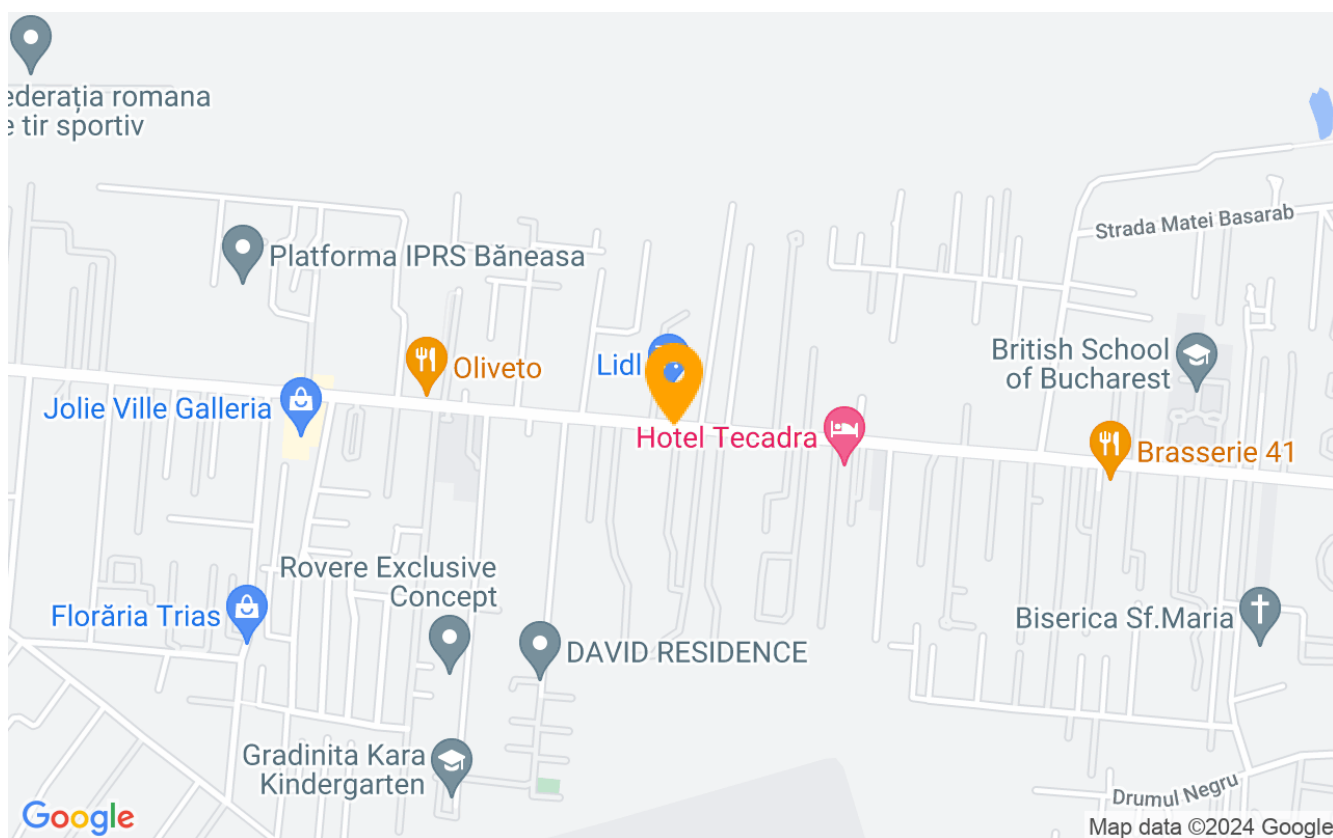 ederația romana
e tir sportiv
Strada Matei Basarab
Platforma IPRS Băneasa
Lidl
British School
of Bucharest
Oliveto
Jolie Ville Galleria
Hotel Tecadra
Brasserie 41
Rovere Exclusive
Concept
Florăria Trias
Biserica Sf.Maria
DAVID RESIDENCE
Gradinita Kara
Kindergarten
Drumul Negru
Google
Map data ©2024 Google